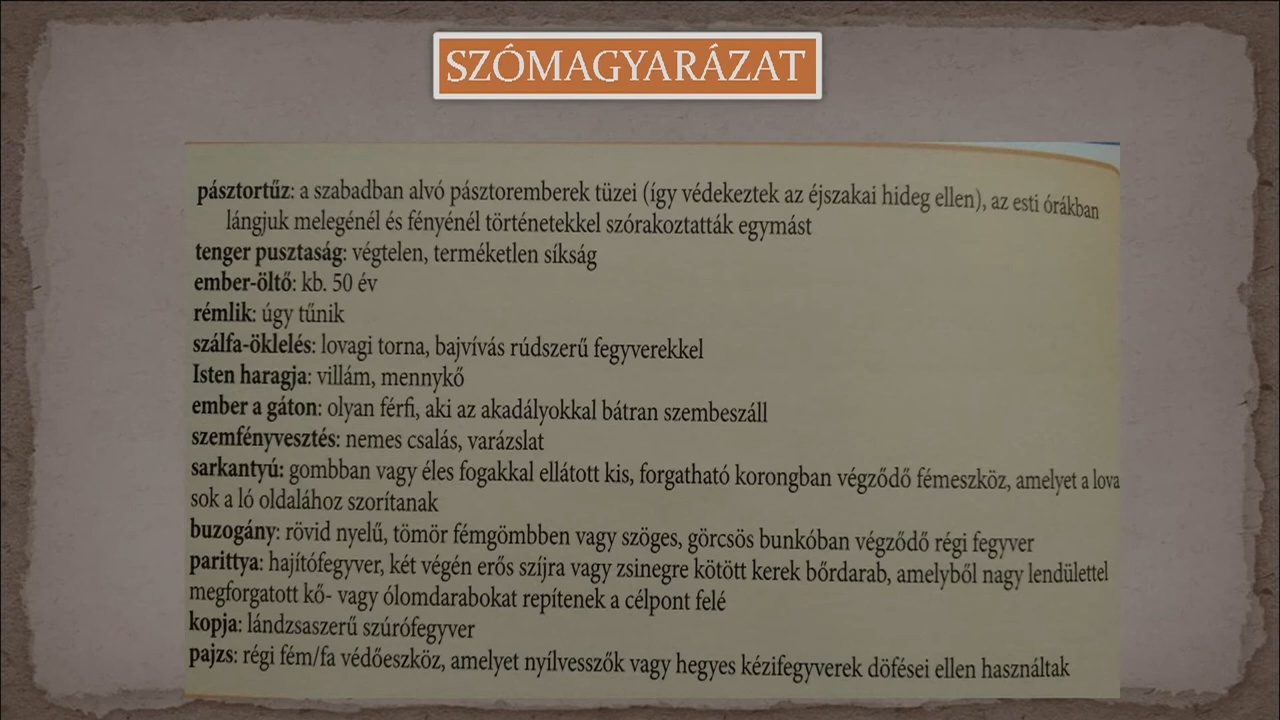 SZÓMAGYARÁZAT
pásztortűz: a szabadban alvó pásztoremberek tüzei (így védekeztek az éjszakai hideg ellen), az esti órákban
lángjuk melegénél és fényénél történetekkel szórakoztatták egymást
tenger pusztaság: végtelen, terméketlen síkság
ember-öltő: kb. 50 év
rémlik: úgy tűnik
szálfa-öklelés: lovagi torna, bajvívás rúdszerű fegyverekkel
Isten haragja: villám, mennykő
ember a gáton: olyan férfi, aki az akadályokkal bátran szembeszáll
szemfényvesztés: nemes csalás, varázslat
sarkantyú: gombban vagy éles fogakkal ellátott kis, forgatható korongban végződő fémeszköz, amelyet a lova
sok a ló oldalához szorítanak
buzogány: rövid nyelű, tömör fémgömbben vagy szöges, görcsös bunkóban végződő régi fegyver
parittya: hajítófegyver, két végén erős szíjra vagy zsinegre kötött kerek bőrdarab, amelyből nagy lendülettel
megforgatott kő- vagy ólomdarabokat repítenek a célpont felé
kopja: lándzsaszerű szúrófegyver
pajzs: régi fém/fa védőeszköz, amelyet nyílvesszők vagy hegyes kézifegyverek döfései ellen használtak